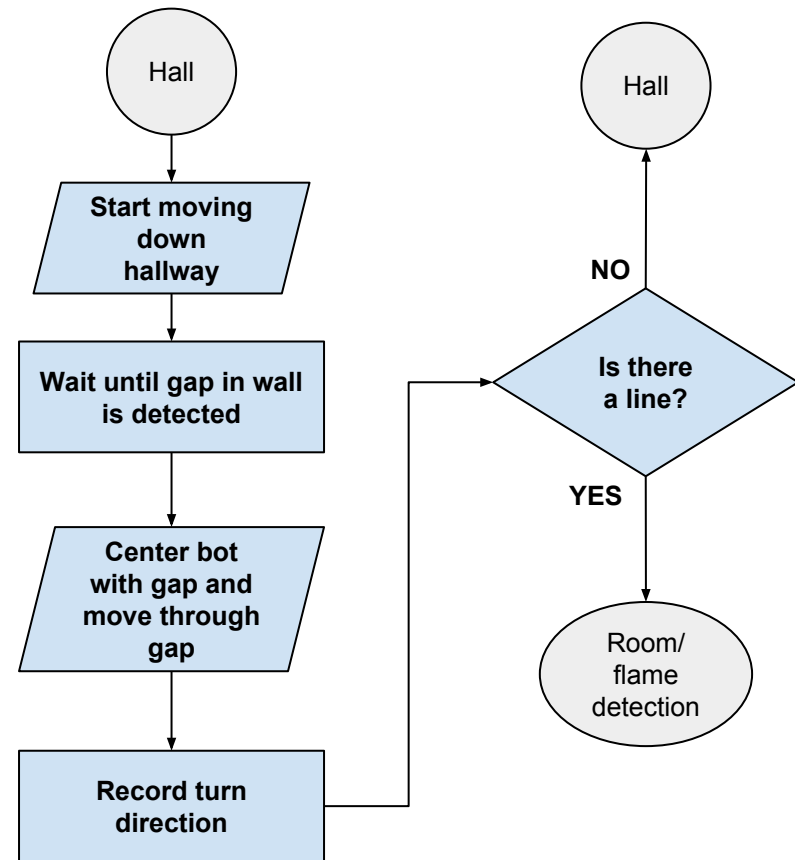 Hall
Start moving
down
hallway
Wait until gap in wall
is detected
Center bot
with gap and
move through
gap
Record turn
direction
Hall
NO
Is there
a line?
YES
Room/
flame
detection